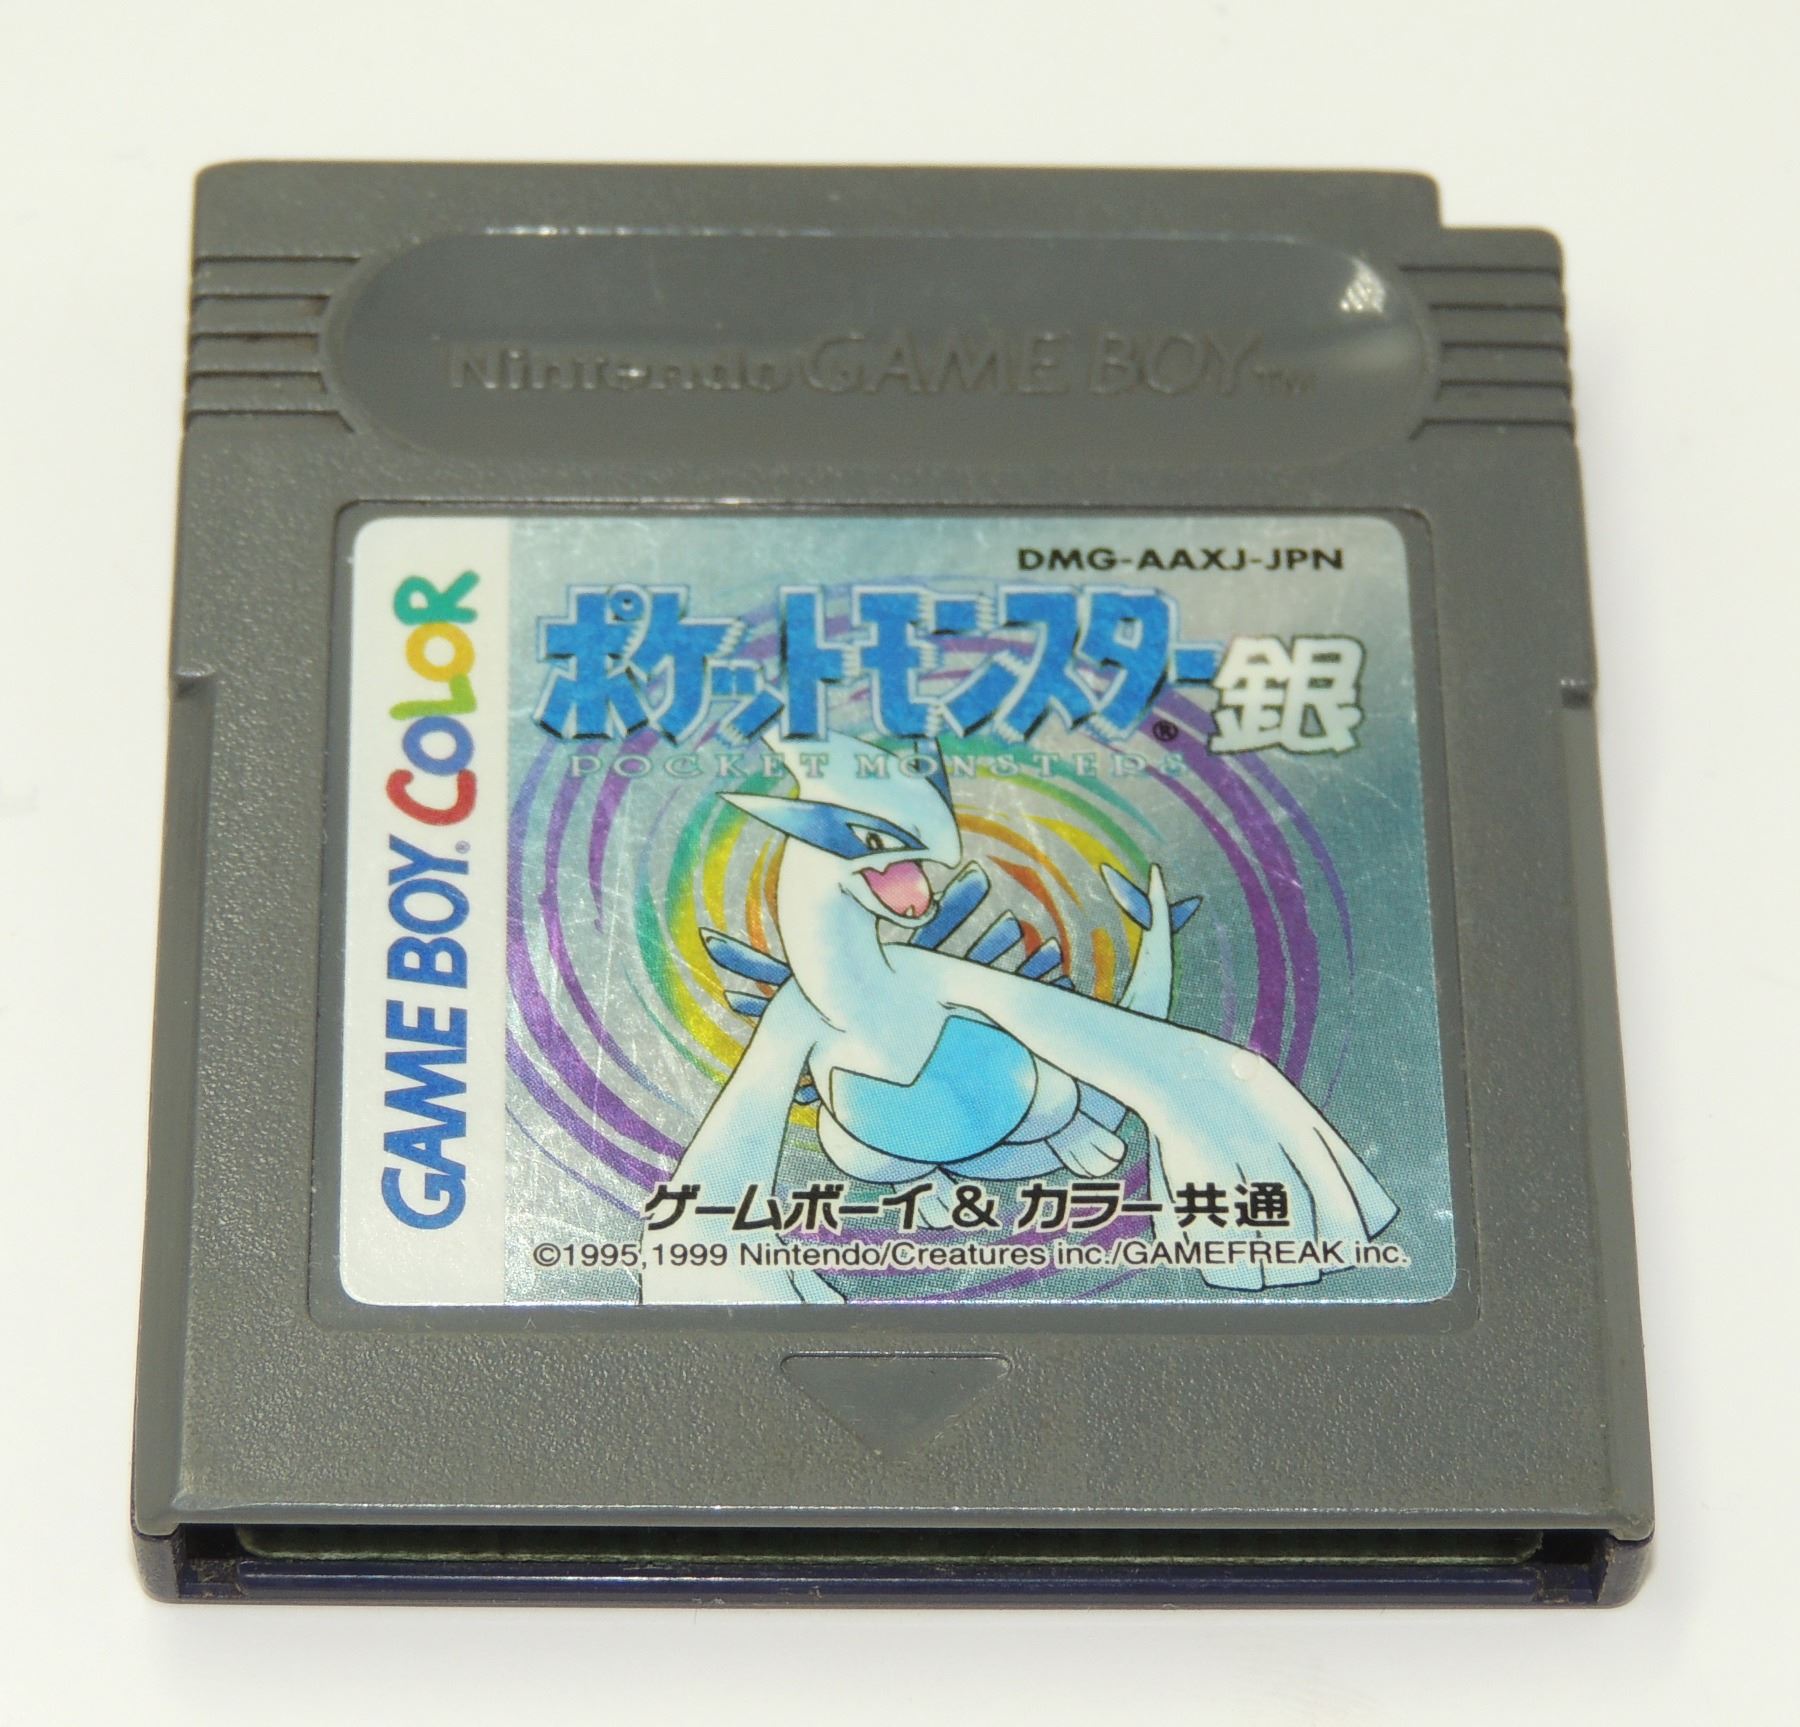 Nintendo GAME BOY™
GAME BOY® COLOR
DMG-AAXJ-JPN
ポケットモンスター®銀
POCKET MONSTERS
ゲームボーイ & カラー共通
©1995,1999 Nintendo/Creatures inc./GAMEFREAK inc.